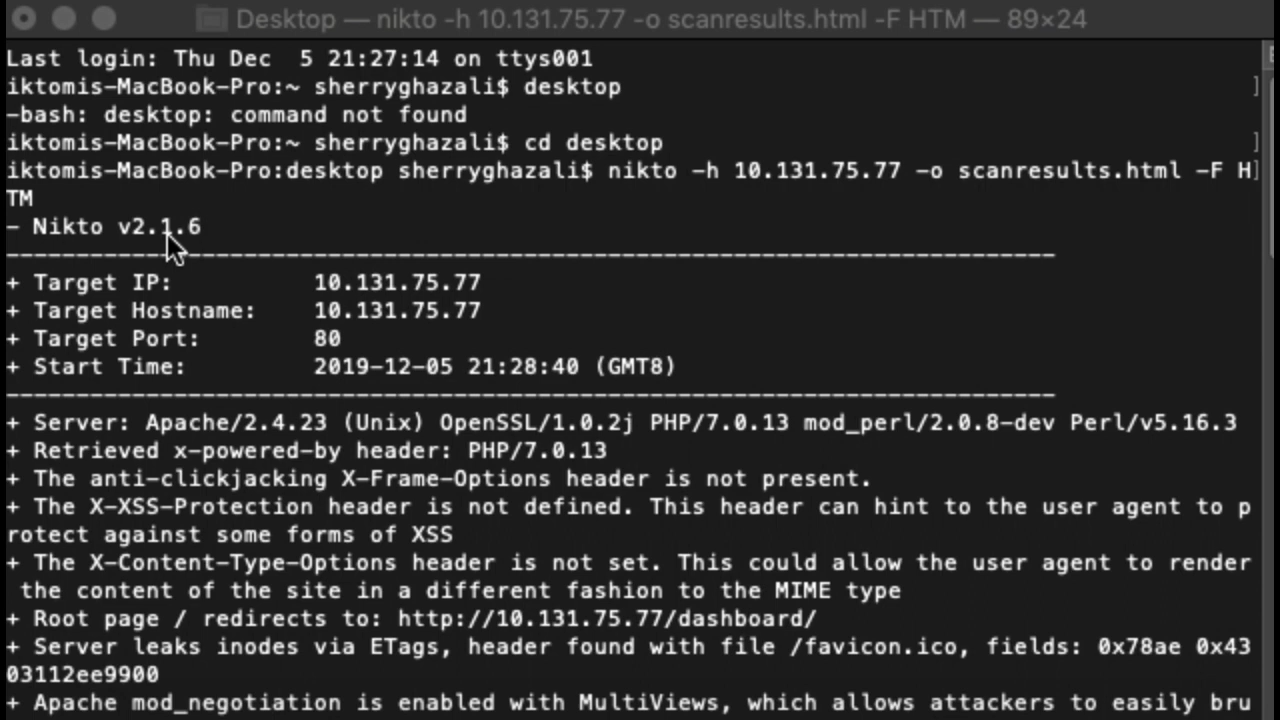 Desktop — nikto -h 10.131.75.77 -o scanresults.html -F HTM — 89×24
Last login: Thu Dec  5 21:27:14 on ttys001
iktomis-MacBook-Pro:~ sherryghazali$ desktop
-bash: desktop: command not found
iktomis-MacBook-Pro:~ sherryghazali$ cd desktop
iktomis-MacBook-Pro:desktop sherryghazali$ nikto -h 10.131.75.77 -o scanresults.html -F H
TM
- Nikto v2.1.6
---------------------------------------------------------------------------
+ Target IP:          10.131.75.77
+ Target Hostname:    10.131.75.77
+ Target Port:        80
+ Start Time:         2019-12-05 21:28:40 (GMT8)
---------------------------------------------------------------------------
+ Server: Apache/2.4.23 (Unix) OpenSSL/1.0.2j PHP/7.0.13 mod_perl/2.0.8-dev Perl/v5.16.3
+ Retrieved x-powered-by header: PHP/7.0.13
+ The anti-clickjacking X-Frame-Options header is not present.
+ The X-XSS-Protection header is not defined. This header can hint to the user agent to p
rotect against some forms of XSS
+ The X-Content-Type-Options header is not set. This could allow the user agent to render
 the content of the site in a different fashion to the MIME type
+ Root page / redirects to: http://10.131.75.77/dashboard/
+ Server leaks inodes via ETags, header found with file /favicon.ico, fields: 0x78ae 0x43
03112ee9900
+ Apache mod_negotiation is enabled with MultiViews, which allows attackers to easily bru